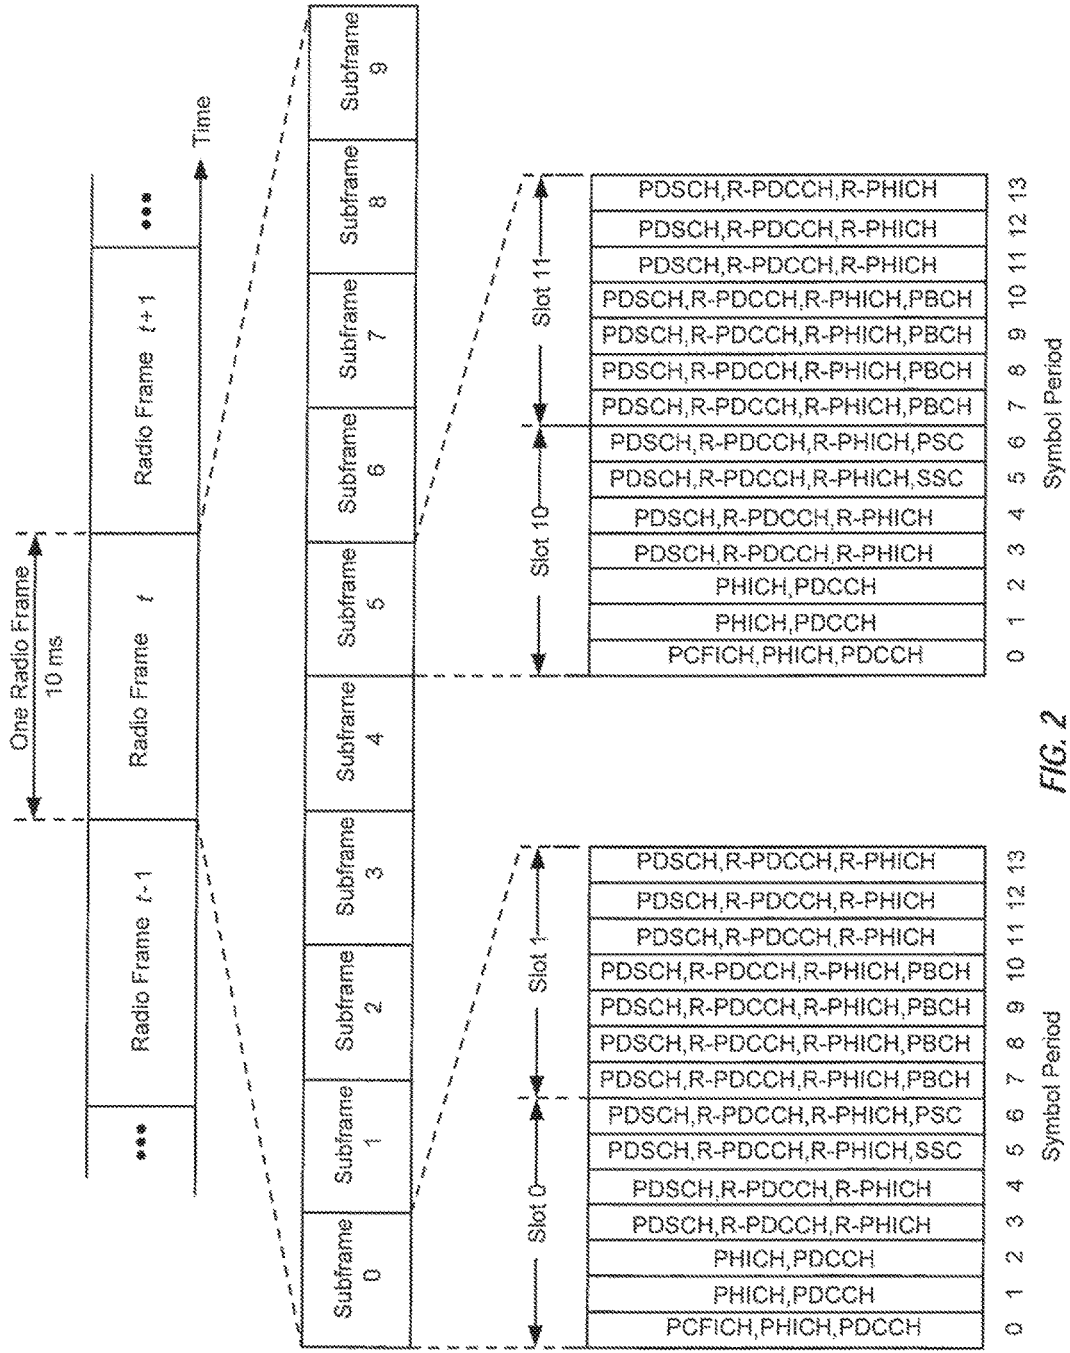 One Radio Frame
10 ms
•••
Radio Frame t-1
Radio Frame t
Radio Frame t+1
•••
Time
Subframe
0
Subframe
1
Subframe
2
Subframe
3
Subframe
4
Subframe
5
Subframe
6
Subframe
7
Subframe
8
Subframe
9
Slot 0
Slot 1
PCFICH,PHICH,PDCCH
PHICH,PDCCH
PHICH,PDCCH
PDSCH,R-PDCCH,R-PHICH
PDSCH,R-PDCCH,R-PHICH
PDSCH,R-PDCCH,R-PHICH,SSC
PDSCH,R-PDCCH,R-PHICH,PSC
PDSCH,R-PDCCH,R-PHICH,PBCH
PDSCH,R-PDCCH,R-PHICH,PBCH
PDSCH,R-PDCCH,R-PHICH,PBCH
PDSCH,R-PDCCH,R-PHICH,PBCH
PDSCH,R-PDCCH,R-PHICH
PDSCH,R-PDCCH,R-PHICH
PDSCH,R-PDCCH,R-PHICH
0 1 2 3 4 5 6 7 8 9 10 11 12 13
Symbol Period
Slot 10
Slot 11
PCFICH,PHICH,PDCCH
PHICH,PDCCH
PHICH,PDCCH
PDSCH,R-PDCCH,R-PHICH
PDSCH,R-PDCCH,R-PHICH
PDSCH,R-PDCCH,R-PHICH,SSC
PDSCH,R-PDCCH,R-PHICH,PSC
PDSCH,R-PDCCH,R-PHICH,PBCH
PDSCH,R-PDCCH,R-PHICH,PBCH
PDSCH,R-PDCCH,R-PHICH,PBCH
PDSCH,R-PDCCH,R-PHICH,PBCH
PDSCH,R-PDCCH,R-PHICH
PDSCH,R-PDCCH,R-PHICH
PDSCH,R-PDCCH,R-PHICH
0 1 2 3 4 5 6 7 8 9 10 11 12 13
Symbol Period
FIG. 2